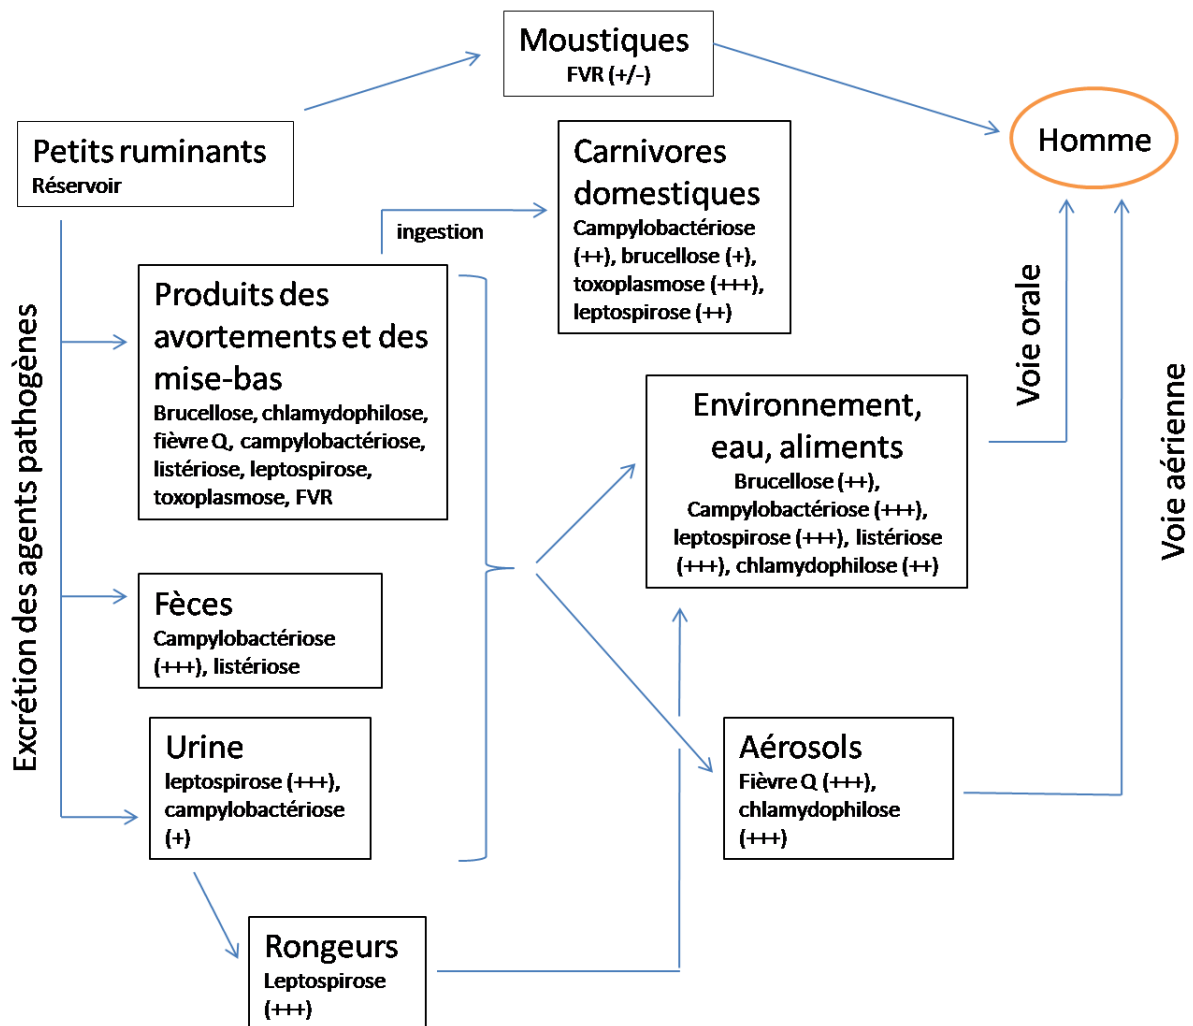 Moustiques
FVR (+/-)
Homme
Petits ruminants
Réservoir
Carnivores
domestiques
Campylobactériose
(++), brucellose (+),
toxoplasmose (+++),
leptospirose (++)
ingestion
Excrétion des agents pathogènes
Produits des
avortements et des
mise-bas
Brucellose, chlamydophilose,
fièvre Q, campylobactériose,
listériose, leptospirose,
toxoplasmose, FVR
Voie orale
Voie aérienne
Environnement,
eau, aliments
Brucellose (++),
Campylobactériose (+++),
leptospirose (+++), listériose
(+++), chlamydophilose (++)
Fèces
Campylobactériose
(+++), listériose
Urine
leptospirose (+++),
campylobactériose
(+)
Aérosols
Fièvre Q (+++),
chlamydophilose
(+++)
Rongeurs
Leptospirose
(+++)